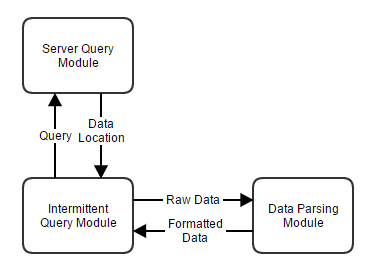 Server Query
Module
Query
Data
Location
Intermittent
Query Module
Raw Data
Formatted
Data
Data Parsing
Module